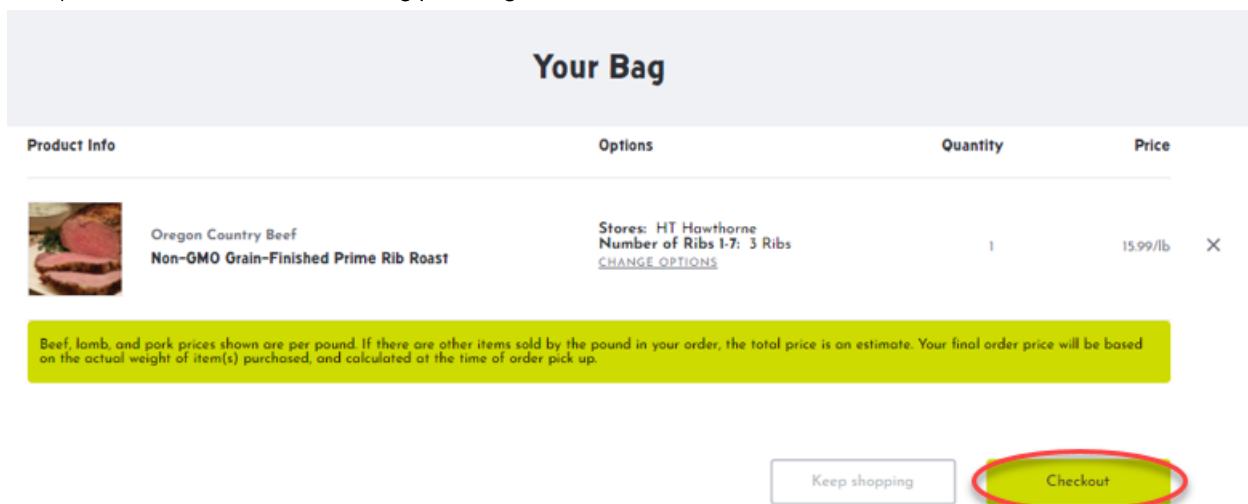 Your Bag
Product Info Options Quantity Price
Oregon Country Beef
Non-GMO Grain-Finished Prime Rib Roast
Stores: HT Hawthorne
Number of Ribs 1-7: 3 Ribs
CHANGE OPTIONS
1
15.99/lb
×
Beef, lamb, and pork prices shown are per pound. If there are other items sold by the pound in your order, the total price is an estimate. Your final order price will be based
on the actual weight of item(s) purchased, and calculated at the time of order pick up.
Keep shopping
Checkout